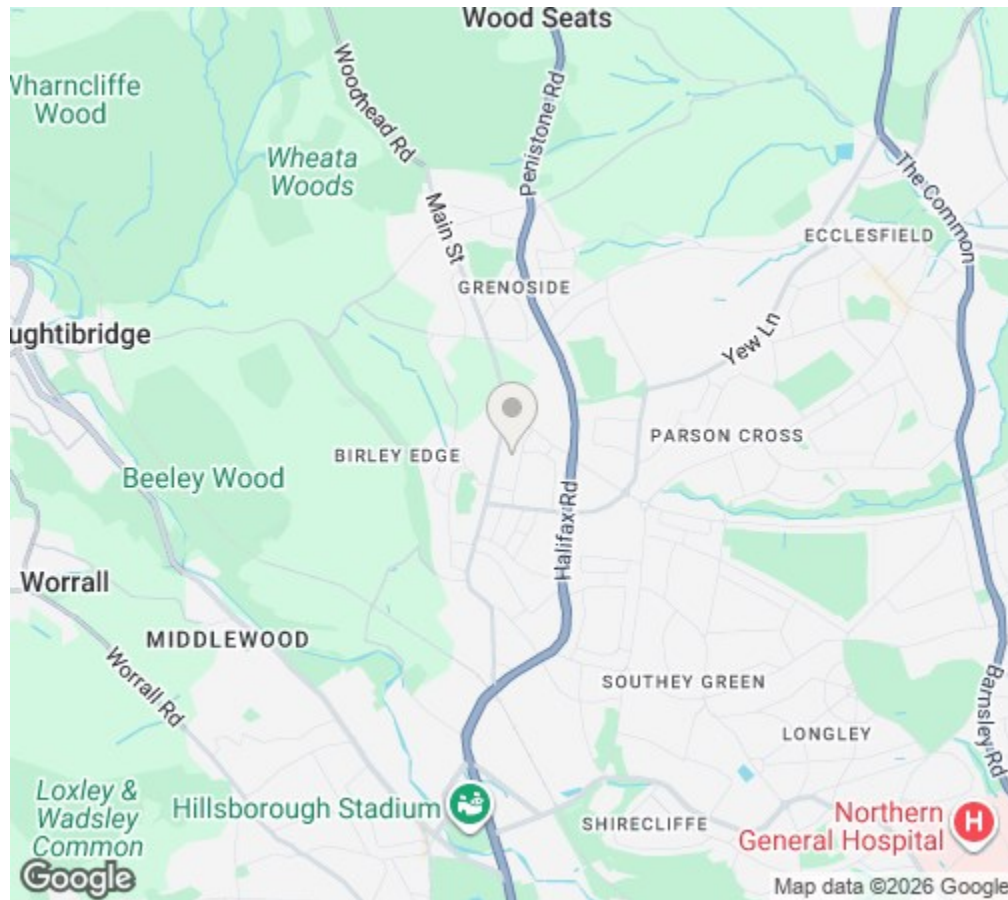 Wood Seats
Wharncliffe
Wood
Woodhead Rd
Penistone Rd
Wheata
Woods
The Common
Main St
ECCLESFIELD
GRENOSIDE
ughtibridge
Yew Ln
PARSON CROSS
BIRLEY EDGE
Beeley Wood
Halifax Rd
Worrall
MIDDLEWOOD
Worrall Rd
SOUTHEY GREEN
Barnsley Rd
LONGLEY
Loxley &
Wadsley
Common
Hillsborough Stadium
SHIRECLIFFE
Northern
General Hospital
H
Google
Map data ©2026 Google